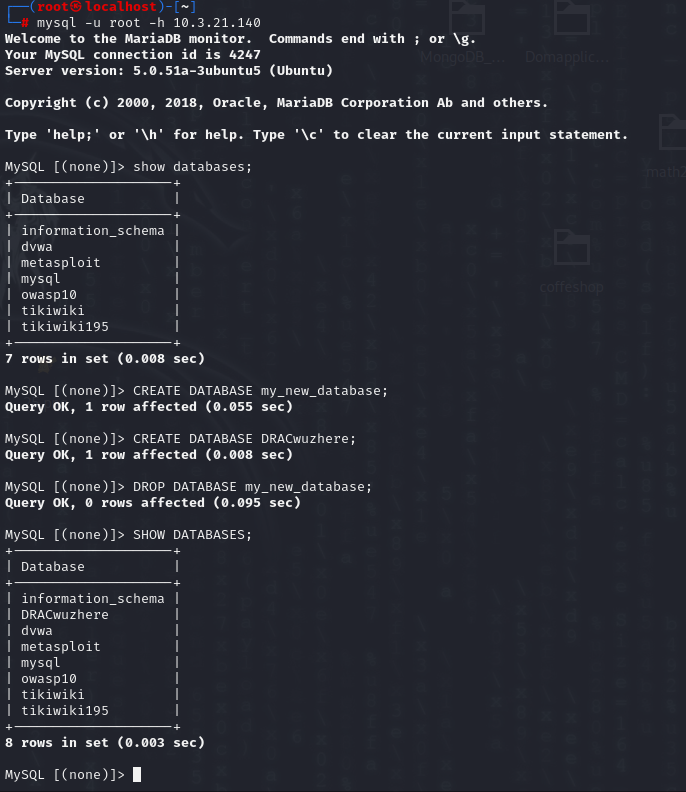 ┌──(root㉿localhost)-[~]
└─# mysql -u root -h 10.3.21.140
Welcome to the MariaDB monitor.  Commands end with ; or \g.
Your MySQL connection id is 4247
Server version: 5.0.51a-3ubuntu5 (Ubuntu)

Copyright (c) 2000, 2018, Oracle, MariaDB Corporation Ab and others.

Type 'help;' or '\h' for help. Type '\c' to clear the current input statement.

MySQL [(none)]> show databases;
+--------------------+
| Database           |
+--------------------+
| information_schema |
| dvwa               |
| metasploit         |
| mysql              |
| owasp10            |
| tikiwiki           |
| tikiwiki195        |
+--------------------+
7 rows in set (0.008 sec)

MySQL [(none)]> CREATE DATABASE my_new_database;
Query OK, 1 row affected (0.055 sec)

MySQL [(none)]> CREATE DATABASE DRACwuzhere;
Query OK, 1 row affected (0.008 sec)

MySQL [(none)]> DROP DATABASE my_new_database;
Query OK, 0 rows affected (0.095 sec)

MySQL [(none)]> SHOW DATABASES;
+--------------------+
| Database           |
+--------------------+
| information_schema |
| DRACwuzhere        |
| dvwa               |
| metasploit         |
| mysql              |
| owasp10            |
| tikiwiki           |
| tikiwiki195        |
+--------------------+
8 rows in set (0.003 sec)

MySQL [(none)]>
MongoDB_...
Domapplic...
coffeshop